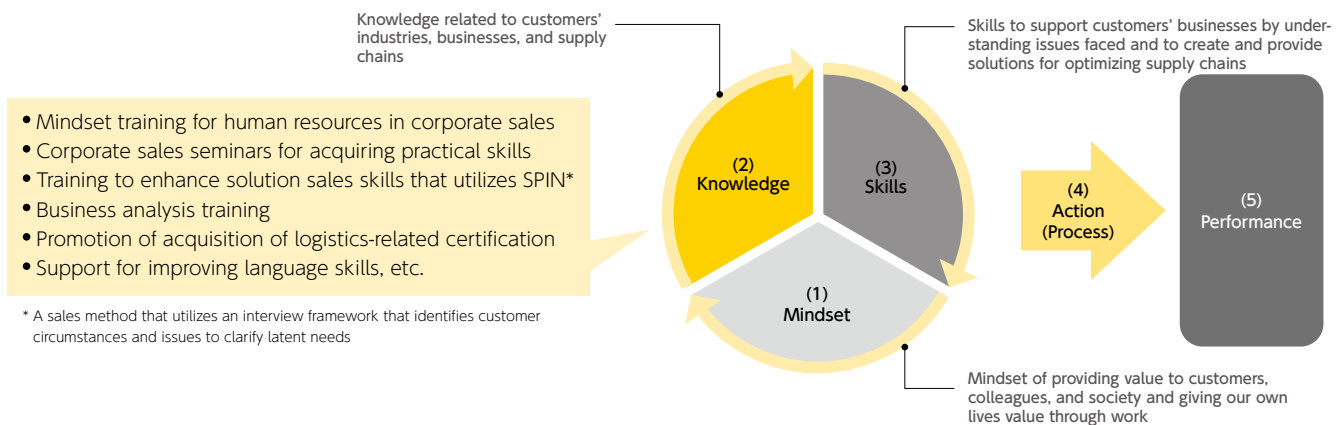 Knowledge related to customers'
industries, businesses, and supply
chains
Skills to support customers' businesses by under-
standing issues faced and to create and provide
solutions for optimizing supply chains
• Mindset training for human resources in corporate sales
• Corporate sales seminars for acquiring practical skills
• Training to enhance solution sales skills that utilizes SPIN*
• Business analysis training
• Promotion of acquisition of logistics-related certification
• Support for improving language skills, etc.
* A sales method that utilizes an interview framework that identifies customer
circumstances and issues to clarify latent needs
(2)
Knowledge
(3)
Skills
(1)
Mindset
(4)
Action
(Process)
(5)
Performance
Mindset of providing value to customers,
colleagues, and society and giving our own
lives value through work